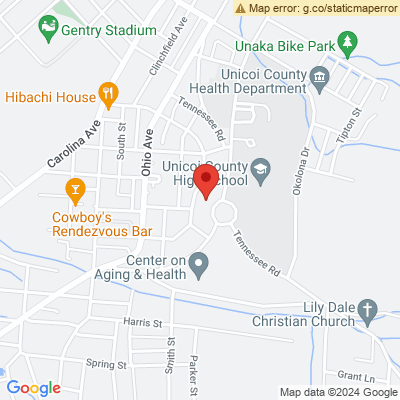 Map error: g.co/staticmaperror
Gentry Stadium
Clinchfield Ave
Unaka Bike Park
Unicoi County
Health Department
Hibachi House
Tennessee Rd
Tipton St
Carolina Ave
South St
Ohio Ave
Unicoi County
High School
Okolona Dr
Cowboy's
Rendezvous Bar
Center on
Aging & Health
Tennessee Rd
Lily Dale
Christian Church
Harris St
Spring St
Smith St
Parker St
Grant Ln
Google
Map data ©2024 Google